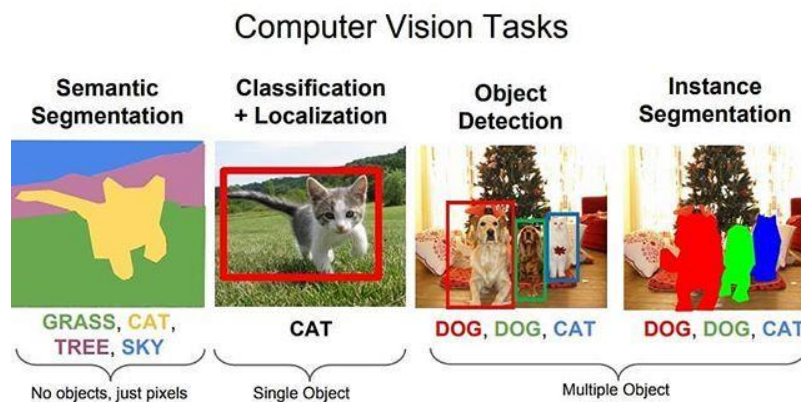 Computer Vision Tasks
Semantic
Segmentation
Classification
+ Localization
Object
Detection
Instance
Segmentation
GRASS, CAT,
TREE, SKY
CAT
DOG, DOG, CAT
DOG, DOG, CAT
No objects, just pixels
Single Object
Multiple Object